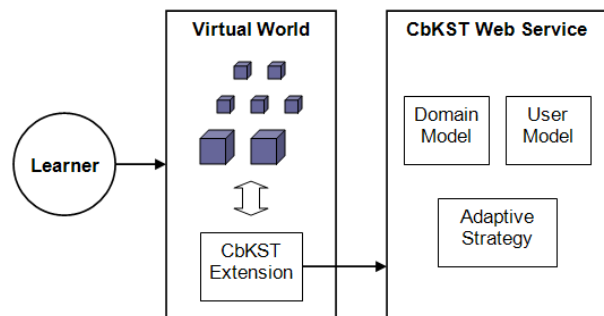 Virtual World
CbKST Web Service
Learner
CbKST
Extension
Domain
Model
User
Model
Adaptive
Strategy